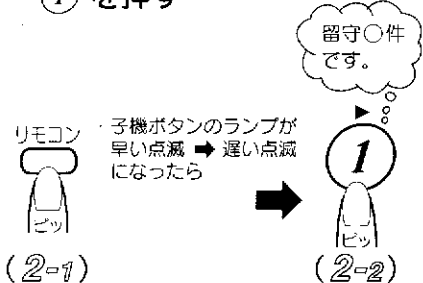 1 を押す
留守○件
です。
リモコン
子機ボタンのランプが
早い点滅 ➡ 遅い点滅
になったら
1
ピッ
ピッ
(2-1)
(2-2)